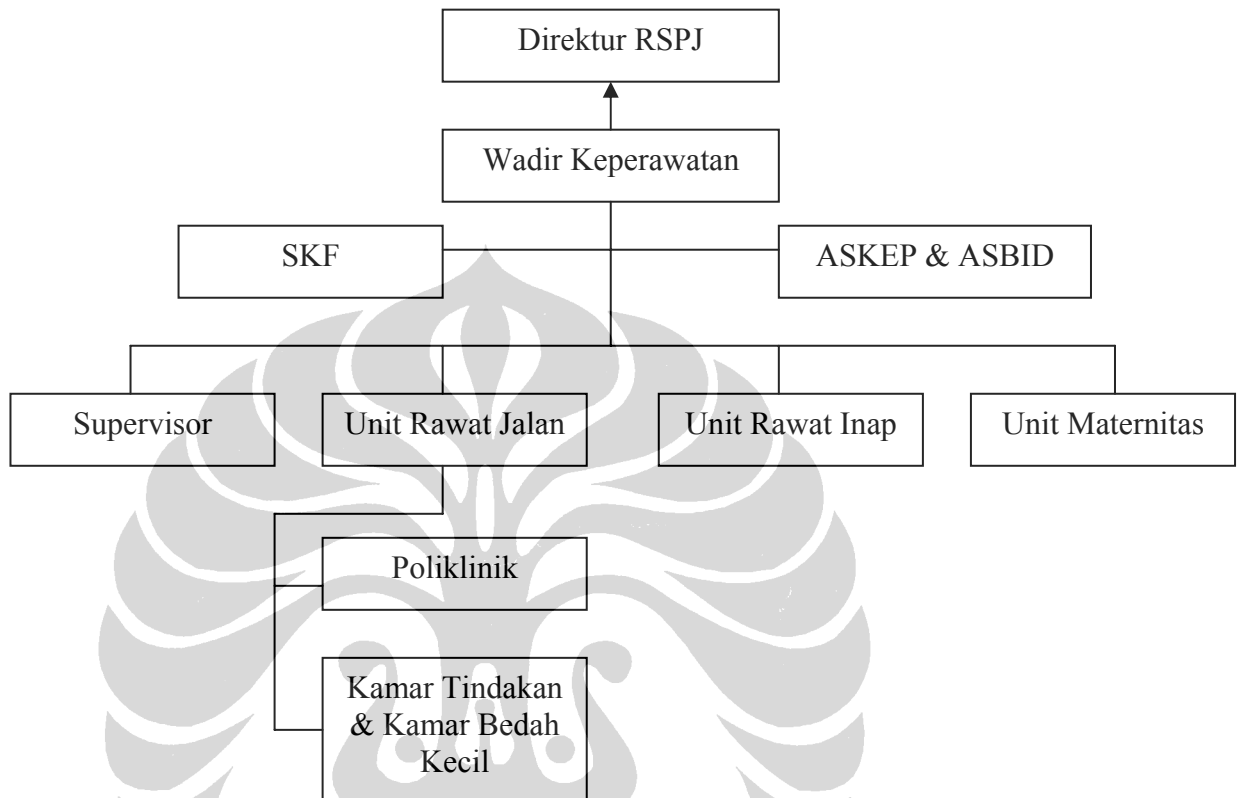 Direktur RSPJ
Wadir Keperawatan
SKF
ASKEP & ASBID
Supervisor
Unit Rawat Jalan
Unit Rawat Inap
Unit Maternitas
Poliklinik
Kamar Tindakan
& Kamar Bedah
Kecil